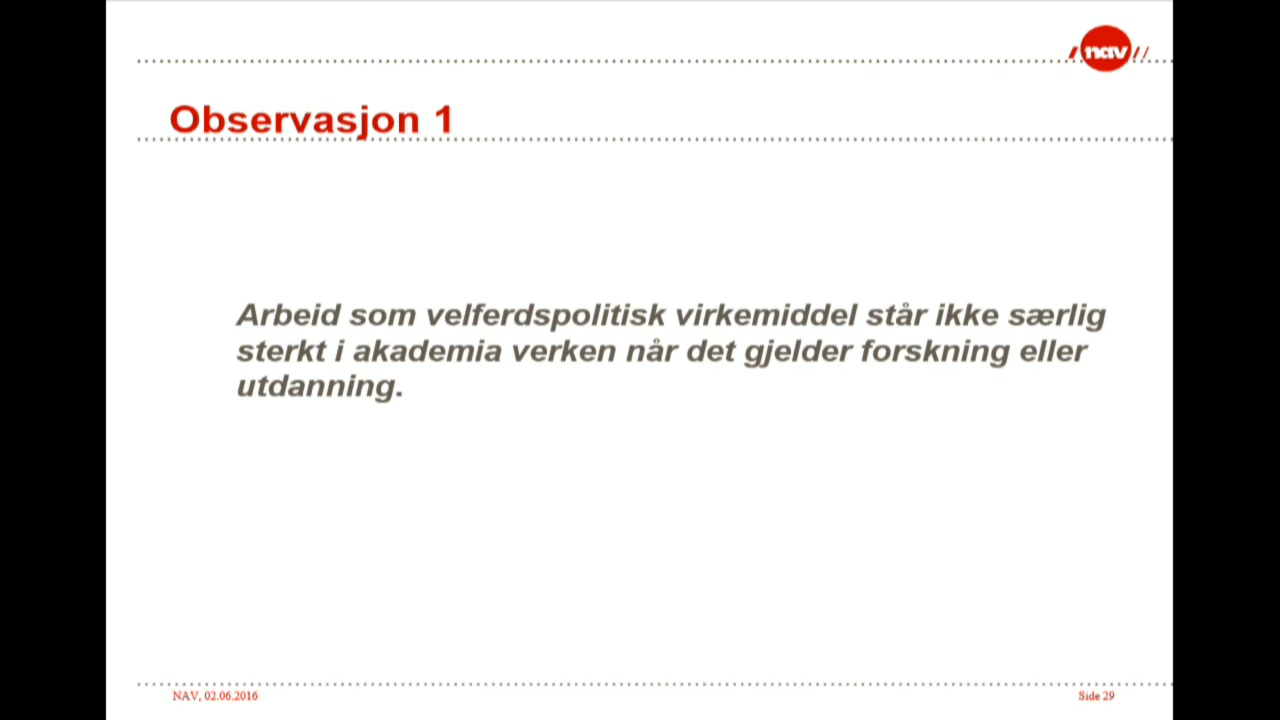 nav
Observasjon 1
Arbeid som velferdspolitisk virkemiddel står ikke særlig
sterkt i akademia verken når det gjelder forskning eller
utdanning.
NAV, 02.06.2016
Side 29